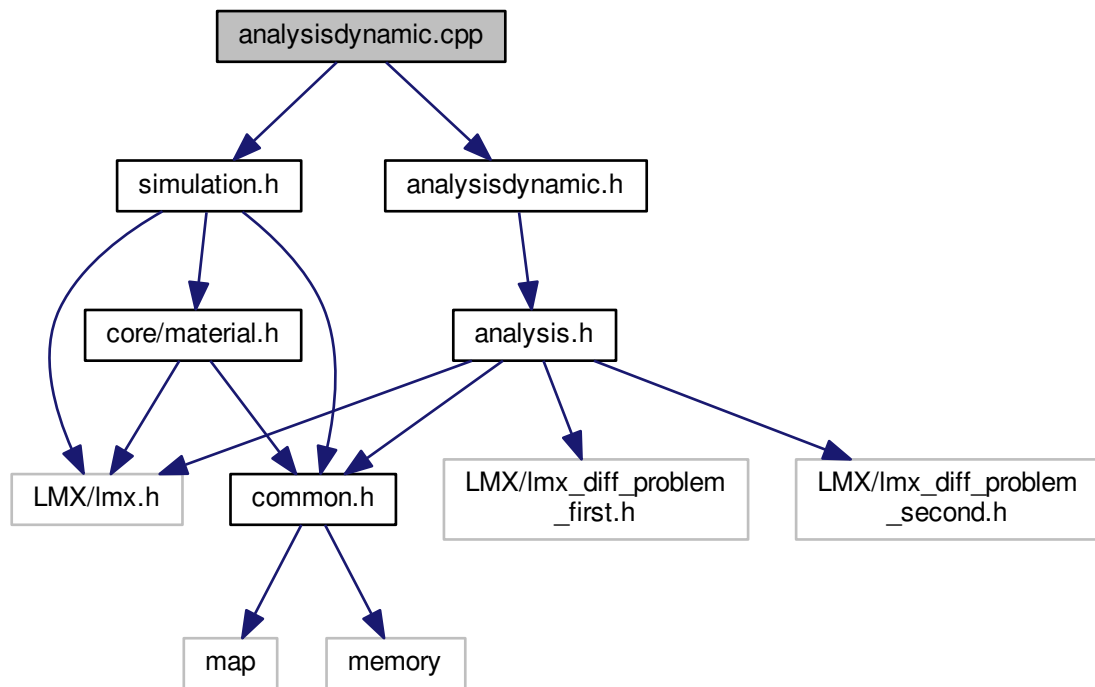 analysisdynamic.cpp
simulation.h
analysisdynamic.h
core/material.h
analysis.h
LMX/lmx.h
common.h
LMX/lmx_diff_problem
_first.h
LMX/lmx_diff_problem
_second.h
map
memory